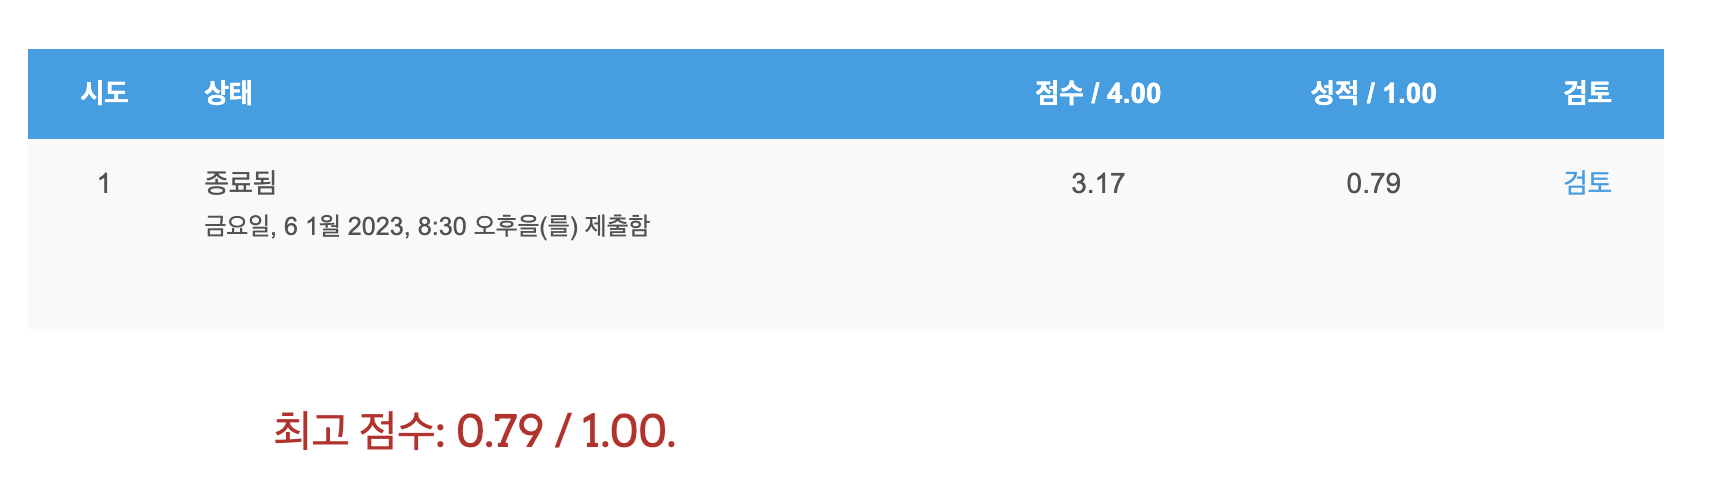 시도 상태 점수 / 4.00 성적 / 1.00 검토
1 종료됨 3.17 0.79 검토
금요일, 6 1월 2023, 8:30 오후을(를) 제출함
최고 점수: 0.79 / 1.00.